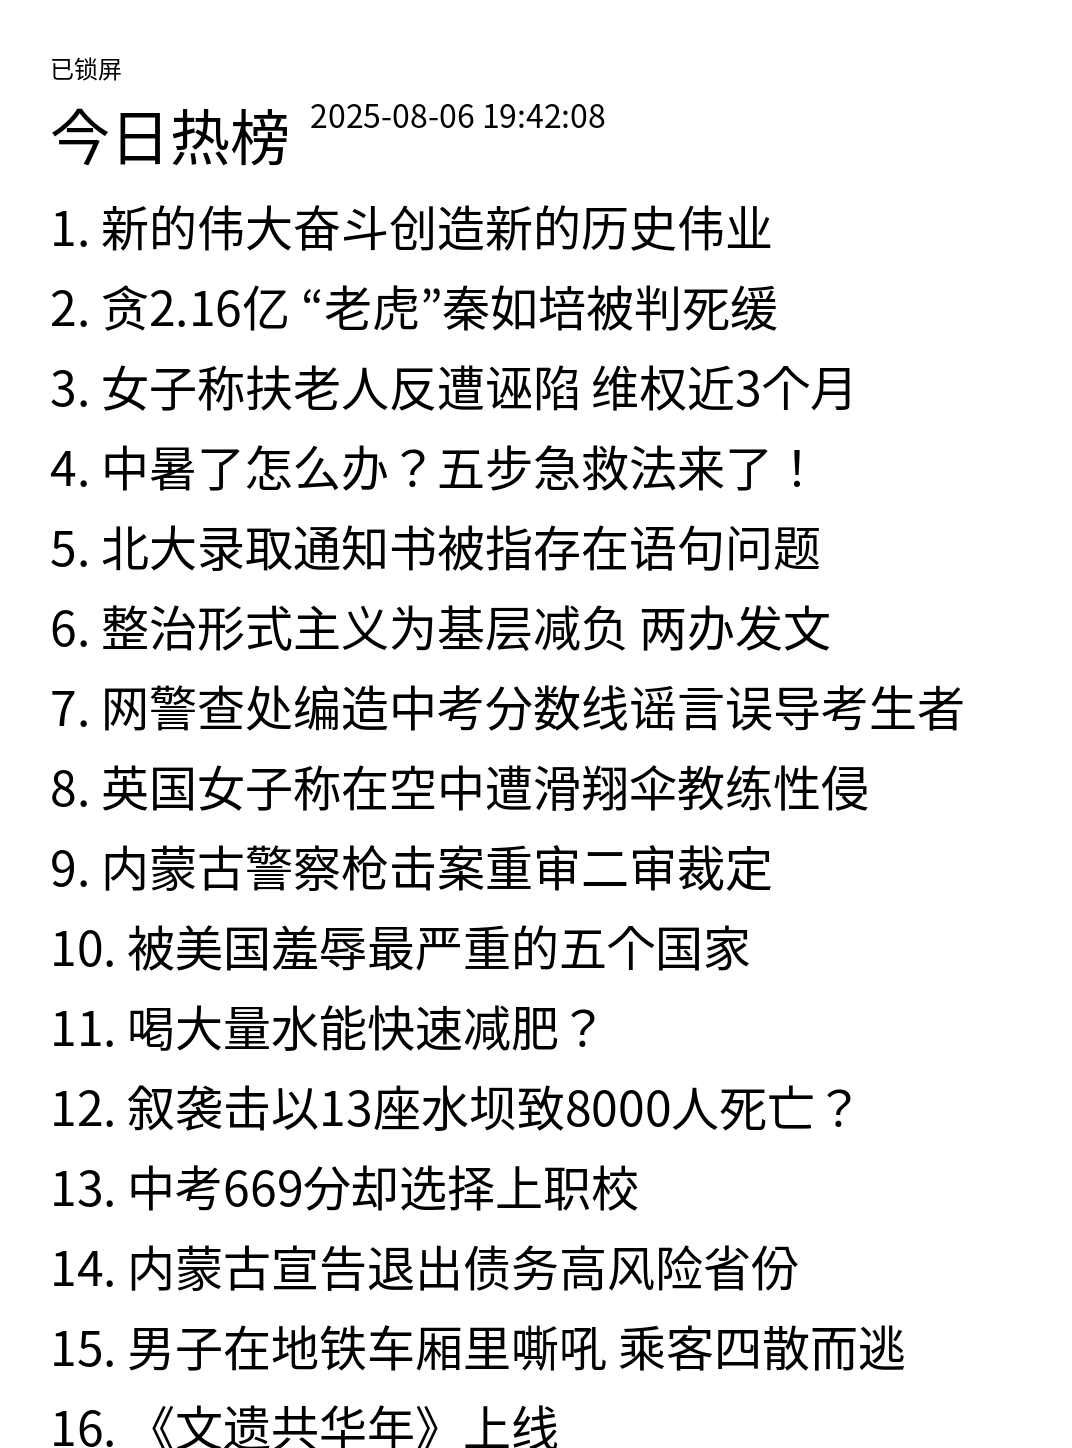 已锁屏
今日热榜 2025-08-06 19:42:08
1. 新的伟大奋斗创造新的历史伟业
2. 贪2.16亿 “老虎”秦如培被判死缓
3. 女子称扶老人反遭诬陷 维权近3个月
4. 中暑了怎么办？五步急救法来了！
5. 北大录取通知书被指存在语句问题
6. 整治形式主义为基层减负 两办发文
7. 网警查处编造中考分数线谣言误导考生者
8. 英国女子称在空中遭滑翔伞教练性侵
9. 内蒙古警察枪击案重审二审裁定
10. 被美国羞辱最严重的五个国家
11. 喝大量水能快速减肥？
12. 叙袭击以13座水坝致8000人死亡？
13. 中考669分却选择上职校
14. 内蒙古宣告退出债务高风险省份
15. 男子在地铁车厢里嘶吼 乘客四散而逃
16. 《文遗共华年》上线